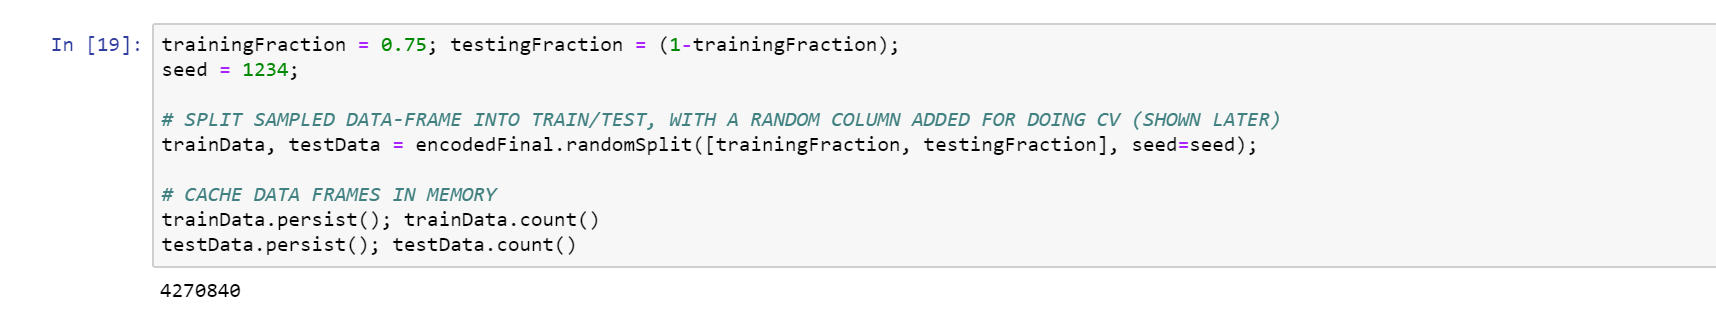 In [19]: trainingFraction = 0.75; testingFraction = (1-trainingFraction);
seed = 1234;
# SPLIT SAMPLED DATA-FRAME INTO TRAIN/TEST, WITH A RANDOM COLUMN ADDED FOR DOING CV (SHOWN LATER)
trainData, testData = encodedFinal.randomSplit([trainingFraction, testingFraction], seed=seed);
# CACHE DATA FRAMES IN MEMORY
trainData.persist(); trainData.count()
testData.persist(); testData.count()
4270840